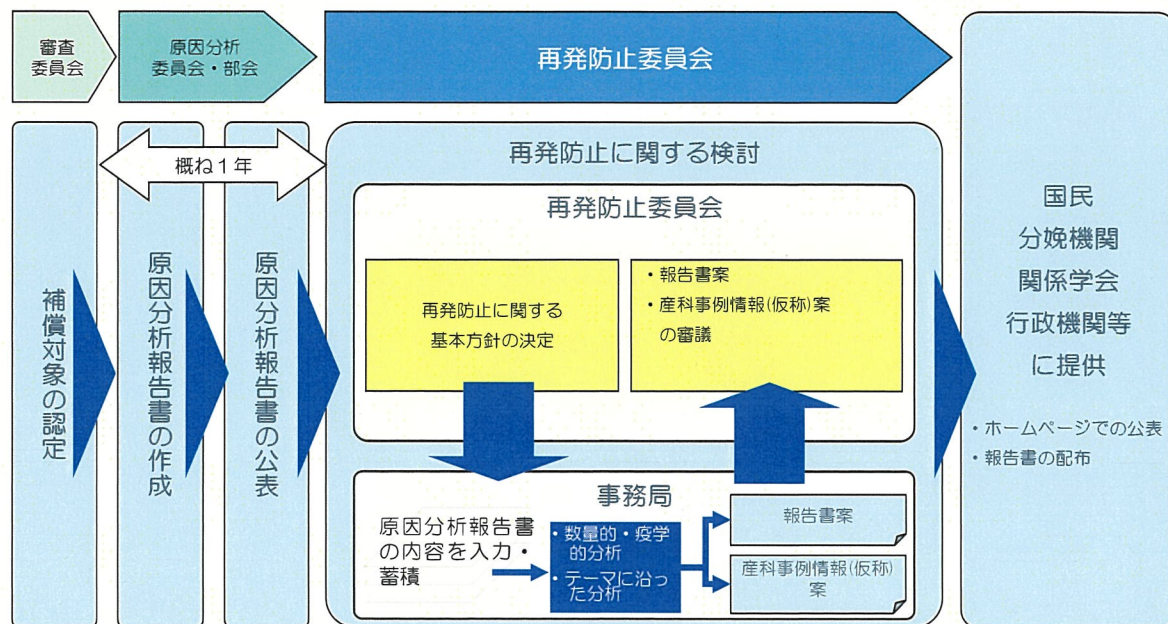 審査
委員会
原因分析
委員会・部会
再発防止委員会
概ね１年
補償対象の認定
原因分析報告書の作成
原因分析報告書の公表
再発防止に関する検討
再発防止委員会
再発防止に関する
基本方針の決定
・報告書案
・産科事例情報(仮称)案
の審議
事務局
原因分析報告書
の内容を入力・
蓄積
・数量的・疫学
的分析
・テーマに沿っ
た分析
報告書案
産科事例情報(仮称)
案
国民
分娩機関
関係学会
行政機関等
に提供
・ホームページでの公表
・報告書の配布